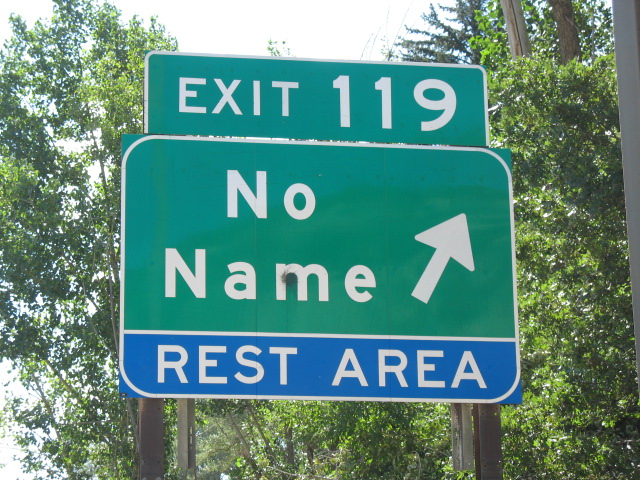 EXIT 119
No
Name
REST AREA